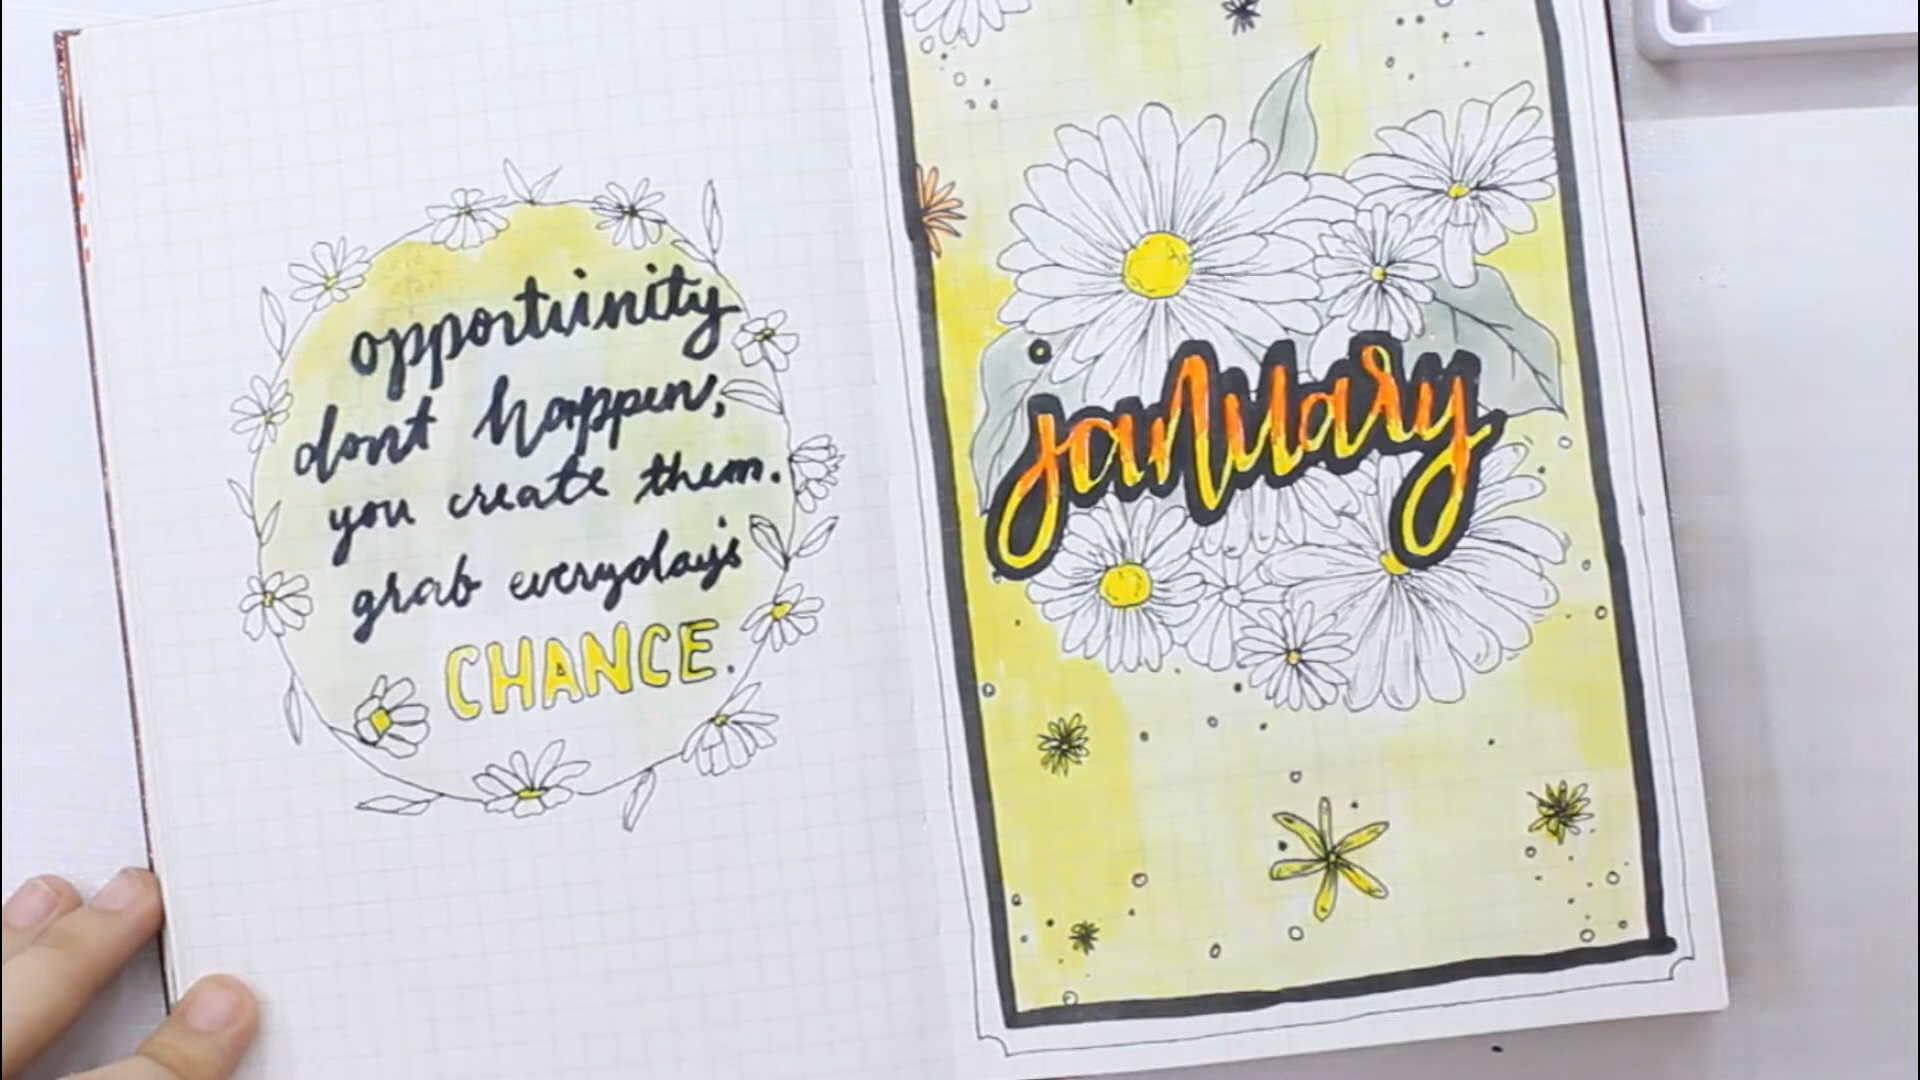 opportunity
dont happen,
you create them.
grab everyday's
CHANCE.
january